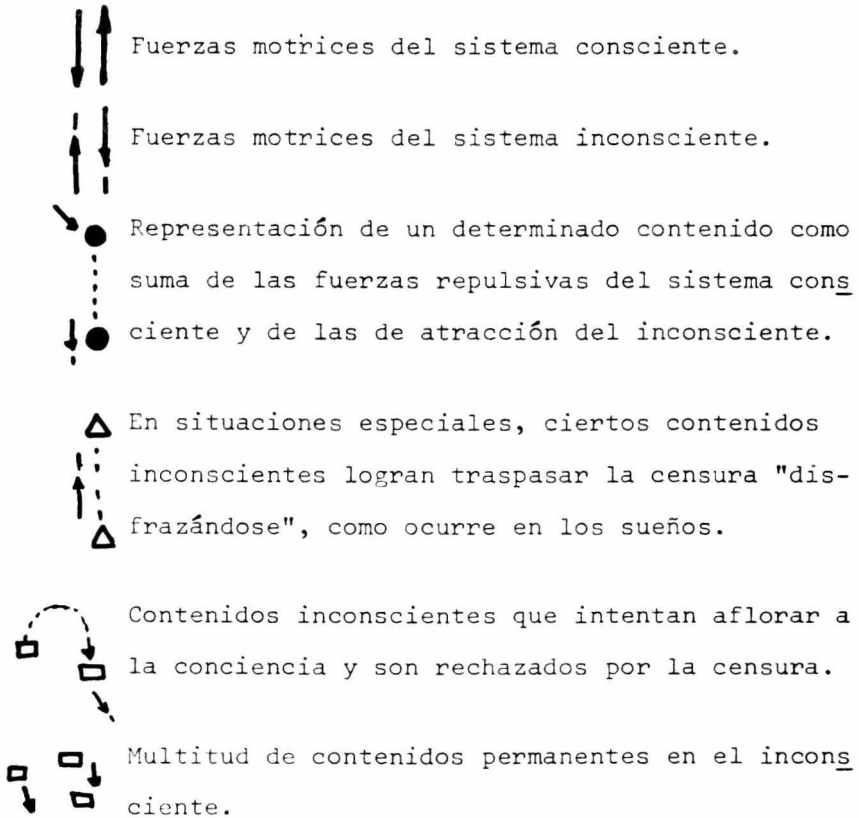 Fuerzas motrices del sistema consciente.
Fuerzas motrices del sistema inconsciente.
Representación de un determinado contenido como
suma de las fuerzas repulsivas del sistema cons
ciente y de las de atracción del inconsciente.
En situaciones especiales, ciertos contenidos
inconscientes logran traspasar la censura "dis-
frazándose", como ocurre en los sueños.
Contenidos inconscientes que intentan aflorar a
la conciencia y son rechazados por la censura.
Multitud de contenidos permanentes en el incons
ciente.